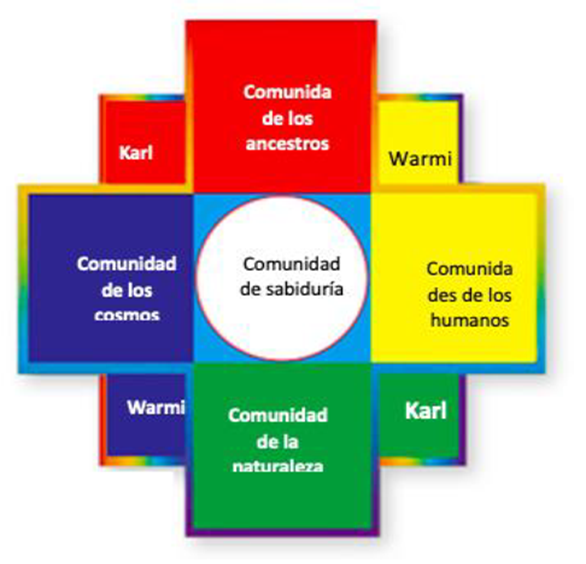 Comunida
de los
ancestros
Karl
Warmi
Comunidad
de los
cosmos
Comunidad
de sabiduría
Comunida
des de los
humanos
Warmi
Comunidad
de la
naturaleza
Karl